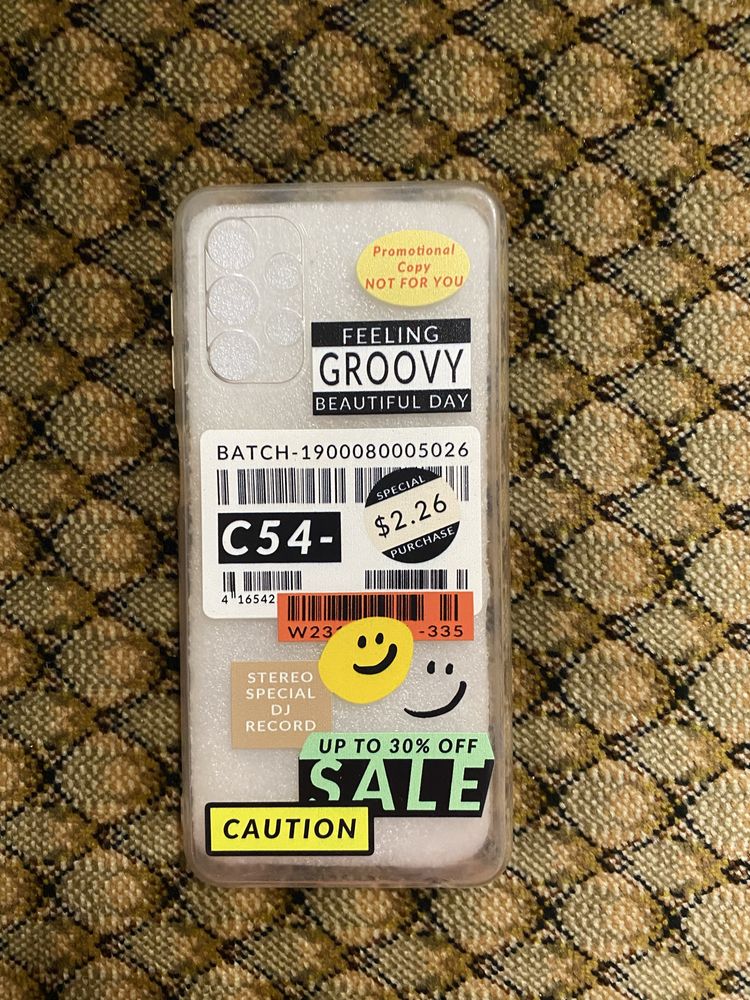 Promotional
Copy
NOT FOR YOU
FEELING
GROOVY
BEAUTIFUL DAY
BATCH-1900080005026
SPECIAL
$2.26
PURCHASE
C54-
4 16542
W23
-335
STEREO
SPECIAL
DJ
RECORD
UP TO 30% OFF
SALE
CAUTION